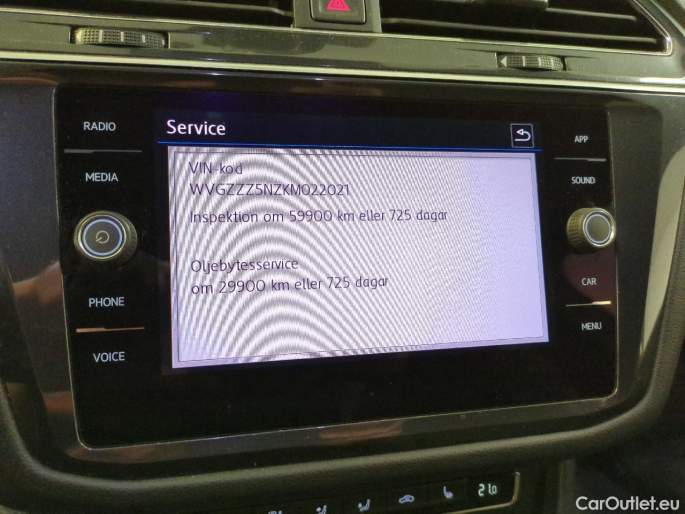 RADIO
MEDIA
PHONE
VOICE
Service
VIN-kod
WVGZZZ5NZKM022021
Inspektion om 59900 km eller 725 dagar
Oljebytesservice
om 29900 km eller 725 dagar
APP
SOUND
CAR
MENU
CarOutlet.eu